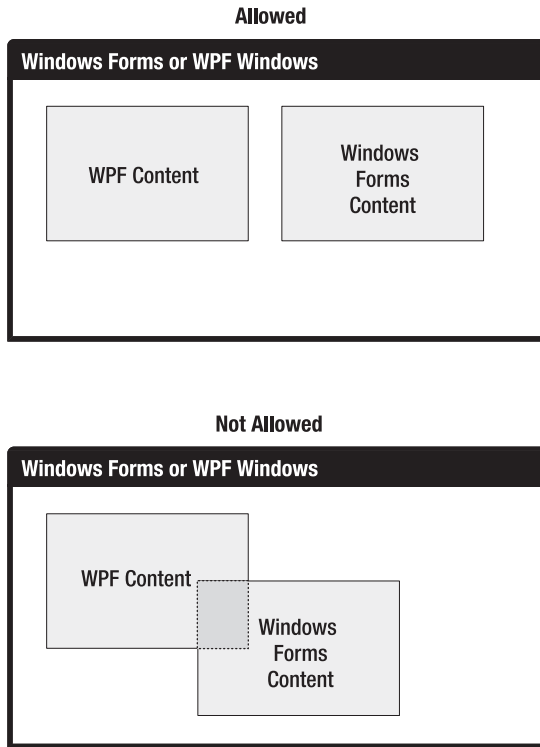 Allowed
Windows Forms or WPF Windows
WPF Content
Windows
Forms
Content
Not Allowed
Windows Forms or WPF Windows
WPF Content
Windows
Forms
Content